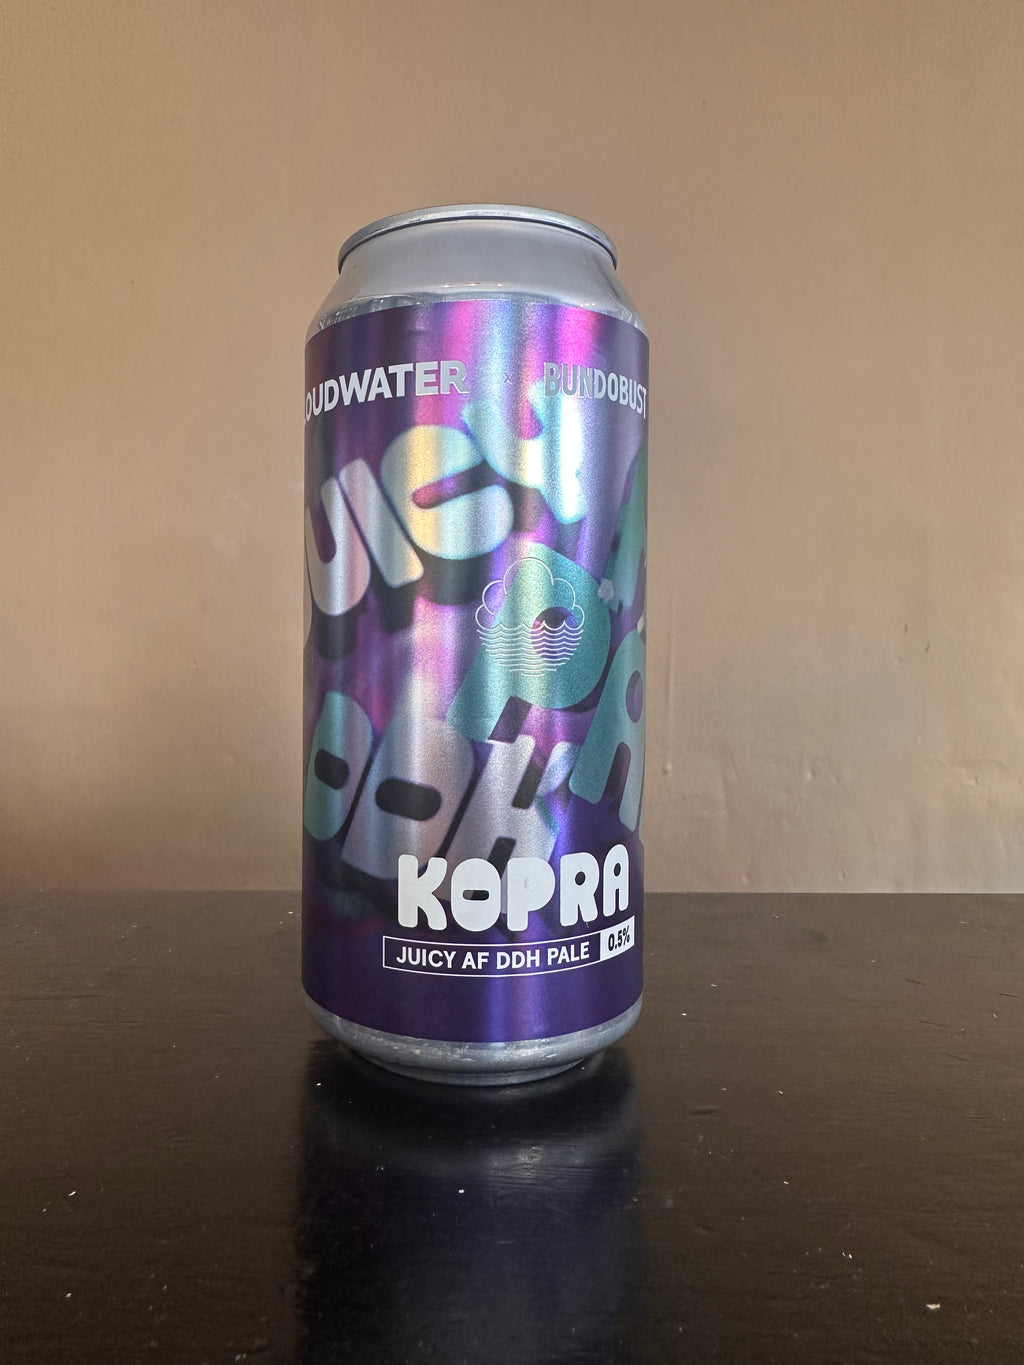 OUDWATER BUNDOBUST
KOPRA
JUICY AF DDH PALE 0.5%